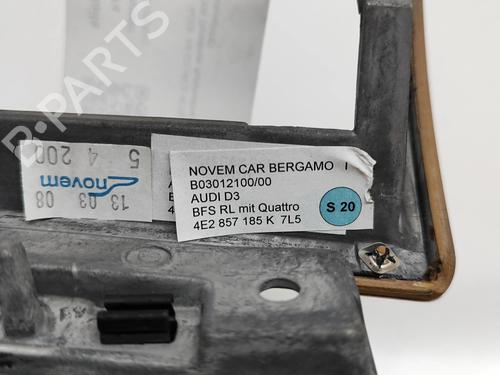 B-PARTS
NOVEM CAR BERGAMO I
B03012100/00
AUDI D3
BFS RL mit Quattro
4E2 857 185 K 7L5
S 20
5 4 200
novem
13 03 08